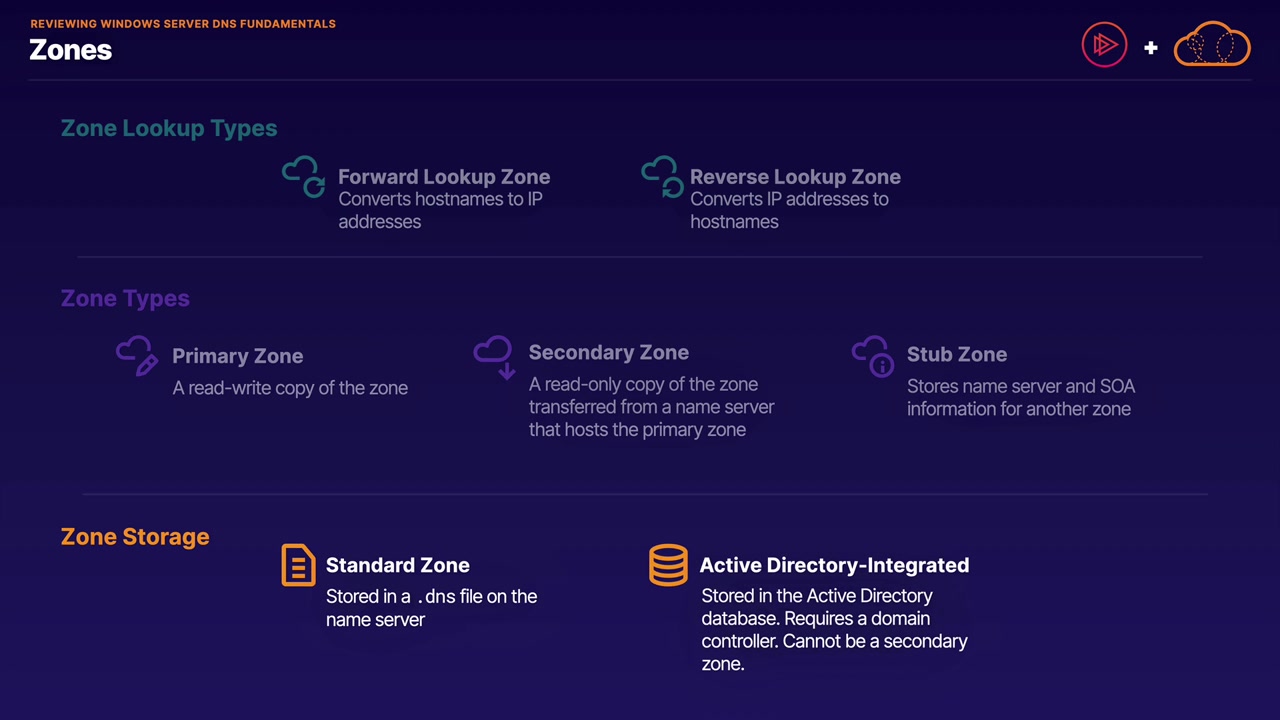 REVIEWING WINDOWS SERVER DNS FUNDAMENTALS
Zones
+
Zone Lookup Types
Forward Lookup Zone
Converts hostnames to IP
addresses
Reverse Lookup Zone
Converts IP addresses to
hostnames
Zone Types
Primary Zone
A read-write copy of the zone
Secondary Zone
A read-only copy of the zone
transferred from a name server
that hosts the primary zone
Stub Zone
Stores name server and SOA
information for another zone
Zone Storage
Standard Zone
Stored in a .dns file on the
name server
Active Directory-Integrated
Stored in the Active Directory
database. Requires a domain
controller. Cannot be a secondary
zone.